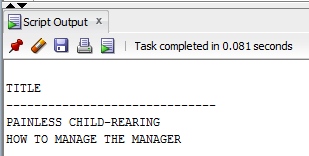 Script Output x
Task completed in 0.081 seconds
TITLE
------------------------------
PAINLESS CHILD-REARING
HOW TO MANAGE THE MANAGER